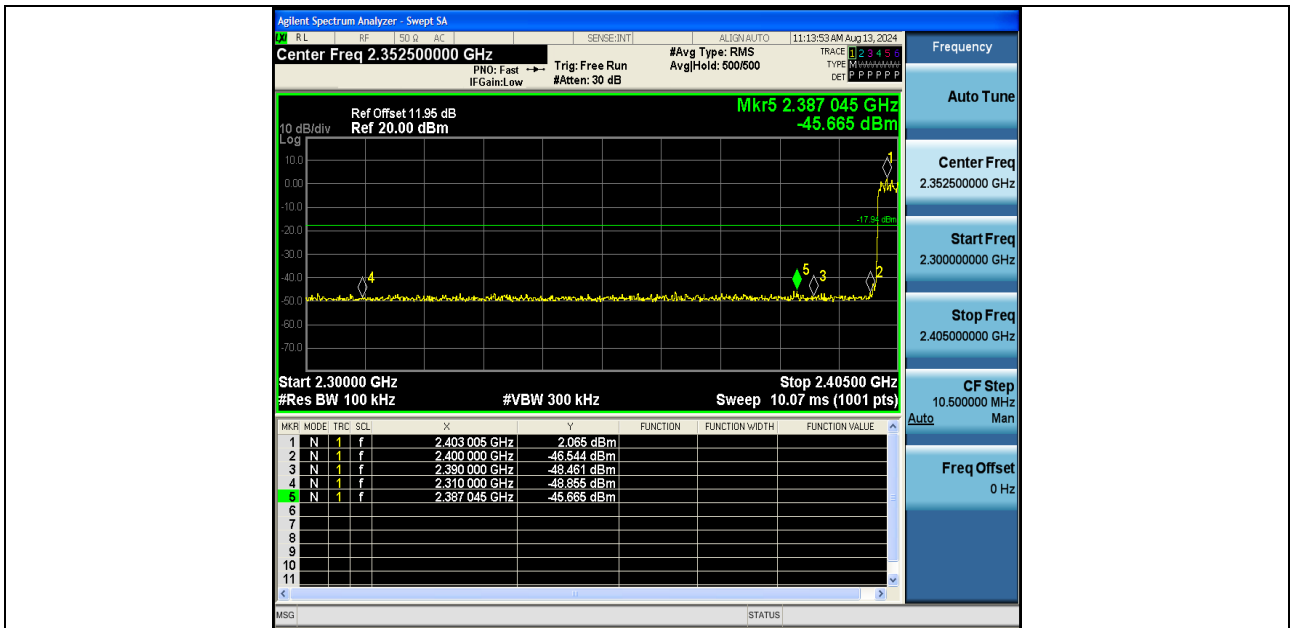 Agilent Spectrum Analyzer - Swept SA
RL RF 50 Ω AC SENSE:INT ALIGN AUTO 11:13:53 AM Aug 13, 2024
Center Freq 2.352500000 GHz
PNO: Fast
IFGain:Low
Trig: Free Run
#Atten: 30 dB
#Avg Type: RMS
Avg|Hold: 500/500
TRACE 1 2 3 4 5 6
TYPE M
DET P P P P P P
Mkr5 2.387 045 GHz
-45.665 dBm
Ref Offset 11.95 dB
10 dB/div Ref 20.00 dBm
Log
10.0
0.00
-10.0
-20.0
-30.0
-40.0
-50.0
-60.0
-70.0
1
-17.94 dBm
4
5
3
2
Start 2.30000 GHz Stop 2.40500 GHz
#Res BW 100 kHz #VBW 300 kHz Sweep 10.07 ms (1001 pts)
MKR MODE TRC SCL X Y FUNCTION FUNCTION WIDTH FUNCTION VALUE
1 N 1 f 2.403 005 GHz 2.065 dBm
2 N 1 f 2.400 000 GHz -46.544 dBm
3 N 1 f 2.390 000 GHz -48.461 dBm
4 N 1 f 2.310 000 GHz -48.855 dBm
5 N 1 f 2.387 045 GHz -45.665 dBm
6
7
8
9
10
11
MSG STATUS
Frequency
Auto Tune
Center Freq
2.352500000 GHz
Start Freq
2.300000000 GHz
Stop Freq
2.405000000 GHz
CF Step
10.500000 MHz
Auto Man
Freq Offset
0 Hz